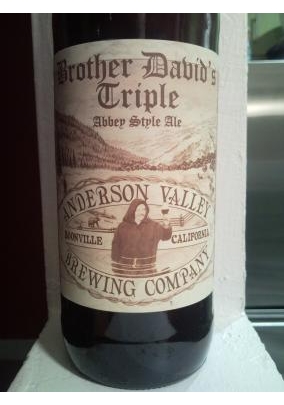 Brother David's
Triple
Abbey Style Ale
ANDERSON VALLEY
BOONVILLE CALIFORNIA
BREWING COMPANY